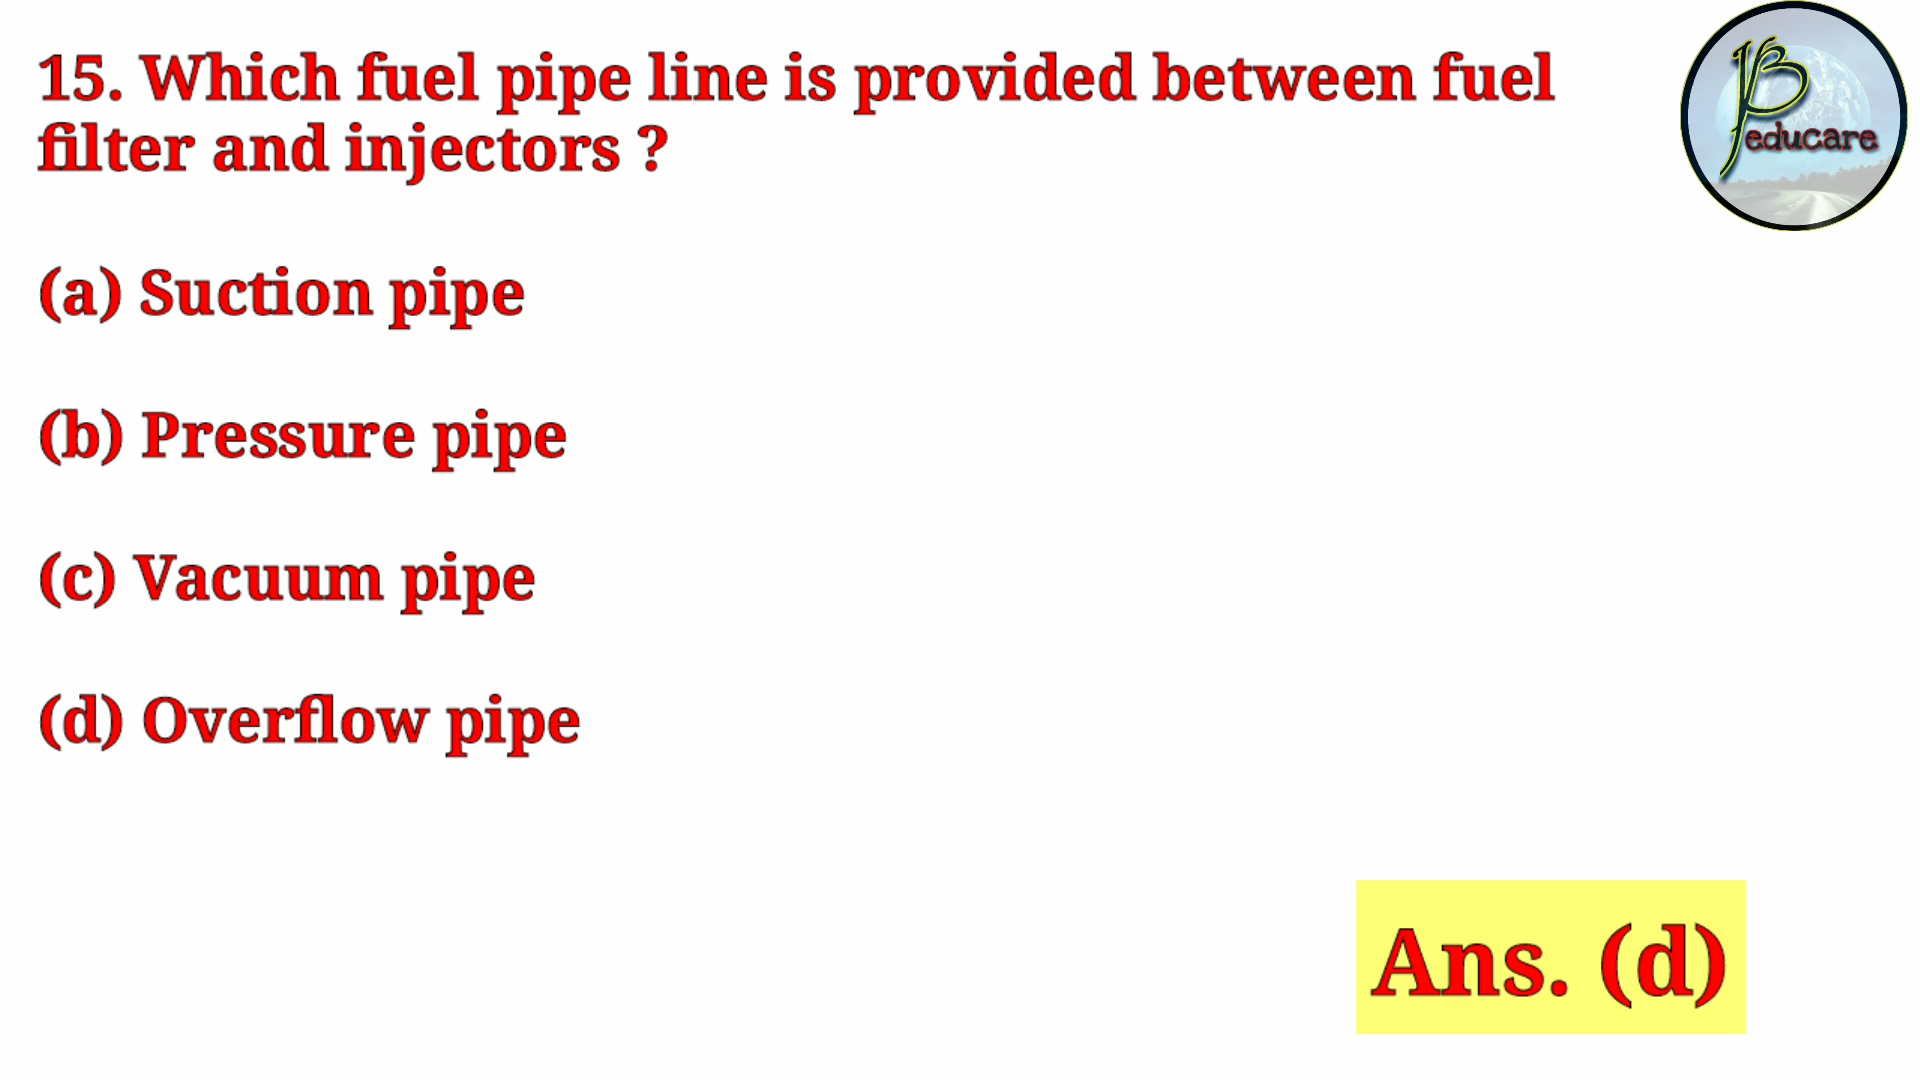 15. Which fuel pipe line is provided between fuel
filter and injectors ?
(a) Suction pipe
(b) Pressure pipe
(c) Vacuum pipe
(d) Overflow pipe
Ans. (d)
educare